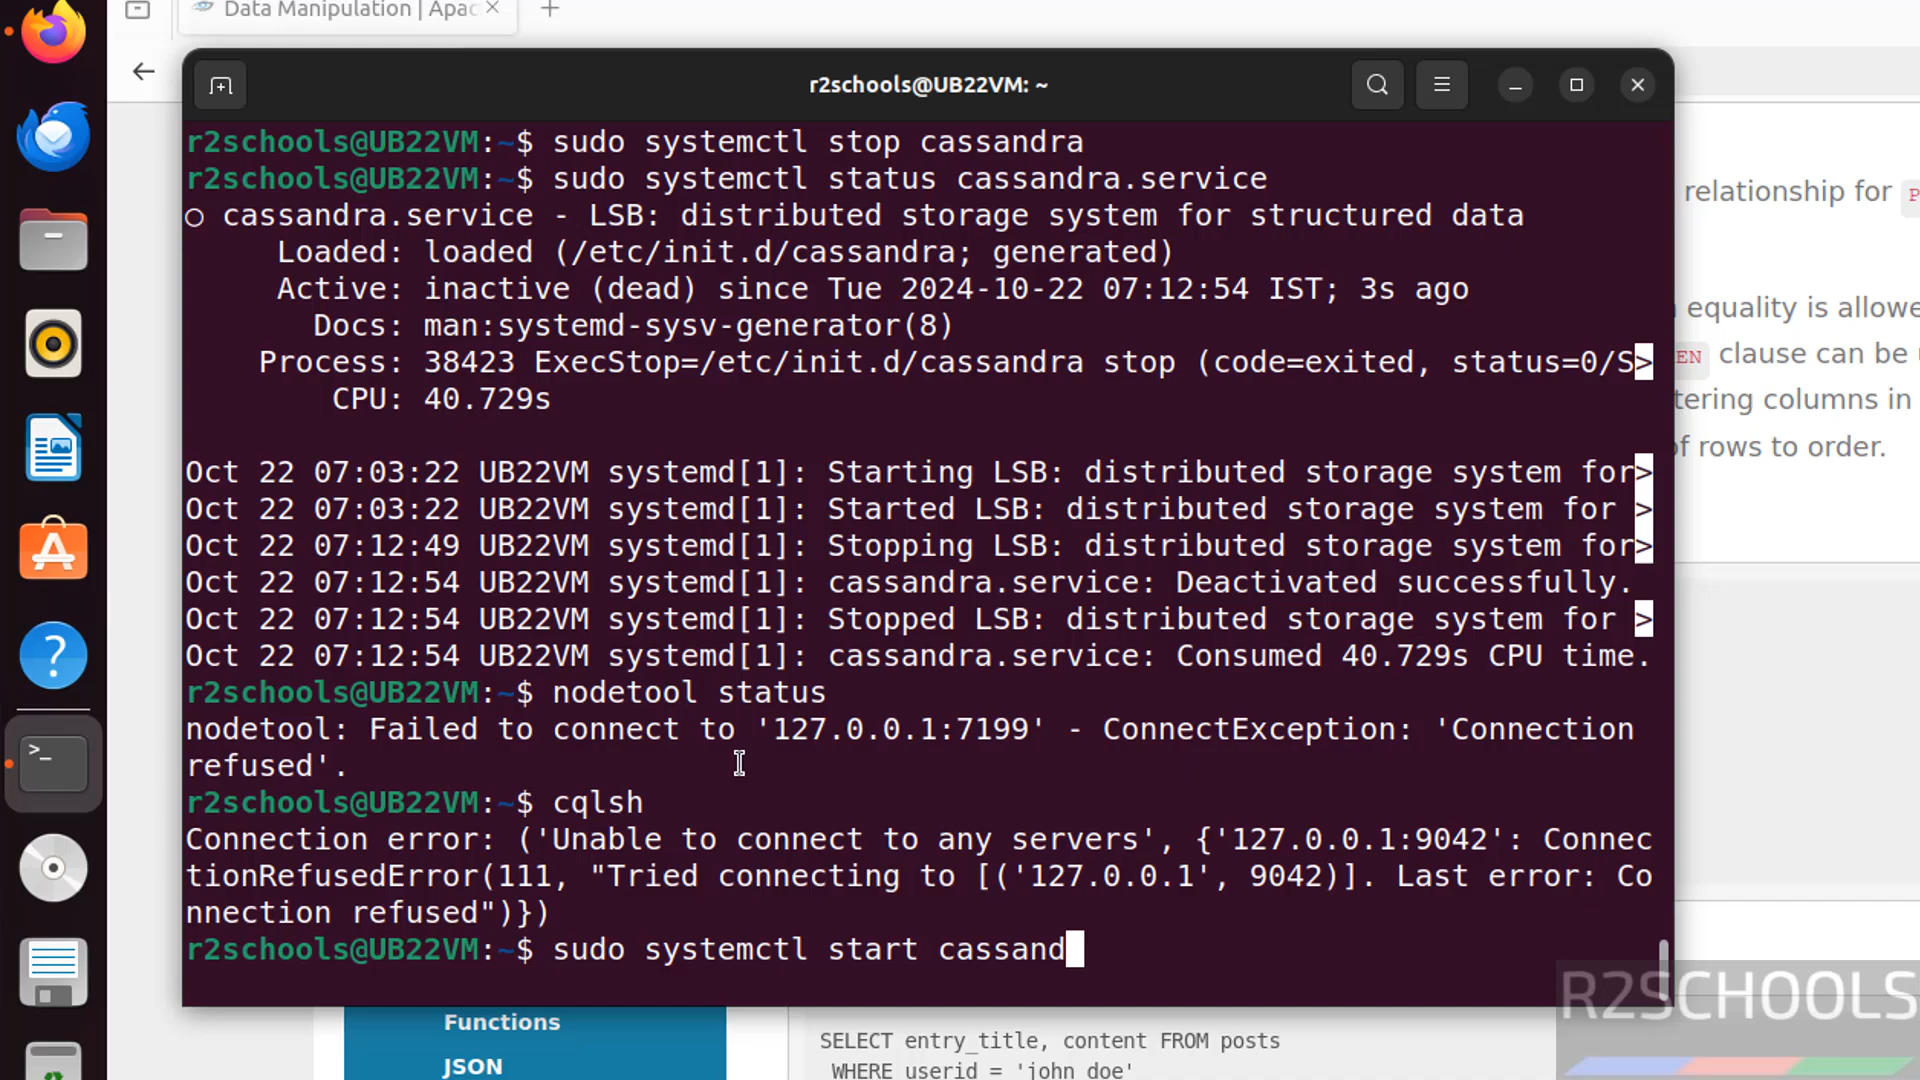 Data Manipulation | Apac
r2schools@UB22VM: ~
r2schools@UB22VM:~$ sudo systemctl stop cassandra
r2schools@UB22VM:~$ sudo systemctl status cassandra.service
○ cassandra.service - LSB: distributed storage system for structured data
Loaded: loaded (/etc/init.d/cassandra; generated)
Active: inactive (dead) since Tue 2024-10-22 07:12:54 IST; 3s ago
Docs: man:systemd-sysv-generator(8)
Process: 38423 ExecStop=/etc/init.d/cassandra stop (code=exited, status=0/S>
CPU: 40.729s
Oct 22 07:03:22 UB22VM systemd[1]: Starting LSB: distributed storage system for>
Oct 22 07:03:22 UB22VM systemd[1]: Started LSB: distributed storage system for >
Oct 22 07:12:49 UB22VM systemd[1]: Stopping LSB: distributed storage system for>
Oct 22 07:12:54 UB22VM systemd[1]: cassandra.service: Deactivated successfully.
Oct 22 07:12:54 UB22VM systemd[1]: Stopped LSB: distributed storage system for >
Oct 22 07:12:54 UB22VM systemd[1]: cassandra.service: Consumed 40.729s CPU time.
r2schools@UB22VM:~$ nodetool status
nodetool: Failed to connect to '127.0.0.1:7199' - ConnectException: 'Connection
refused'.
r2schools@UB22VM:~$ cqlsh
Connection error: ('Unable to connect to any servers', {'127.0.0.1:9042': Connec
tionRefusedError(111, "Tried connecting to [('127.0.0.1', 9042)]. Last error: Co
nnection refused")})
r2schools@UB22VM:~$ sudo systemctl start cassand
relationship for P
equality is allowe
EN clause can be
tering columns in
of rows to order.
Functions
JSON
SELECT entry_title, content FROM posts
WHERE userid = 'john doe'
R2SCHOOLS